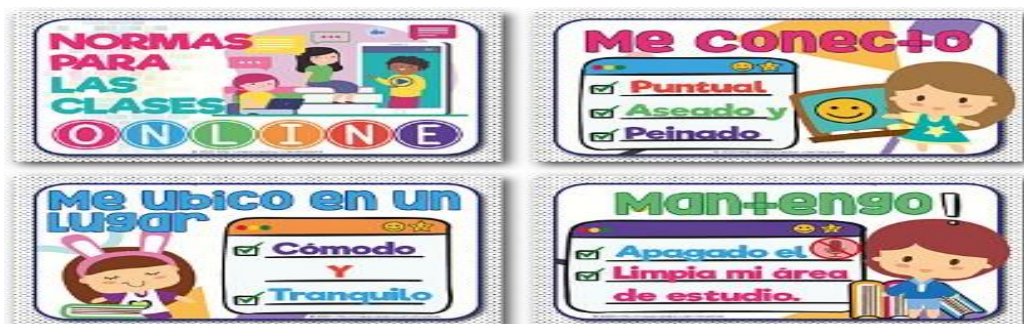 NORMAS
PARA
LAS
CLASES
ONLINE
Me conecto
Puntual
Aseado y
Peinado
Me ubico en un
lugar
Cómodo
Y
Tranquilo
Mantengo!
Apagado el
Limpia mi área
de estudio.